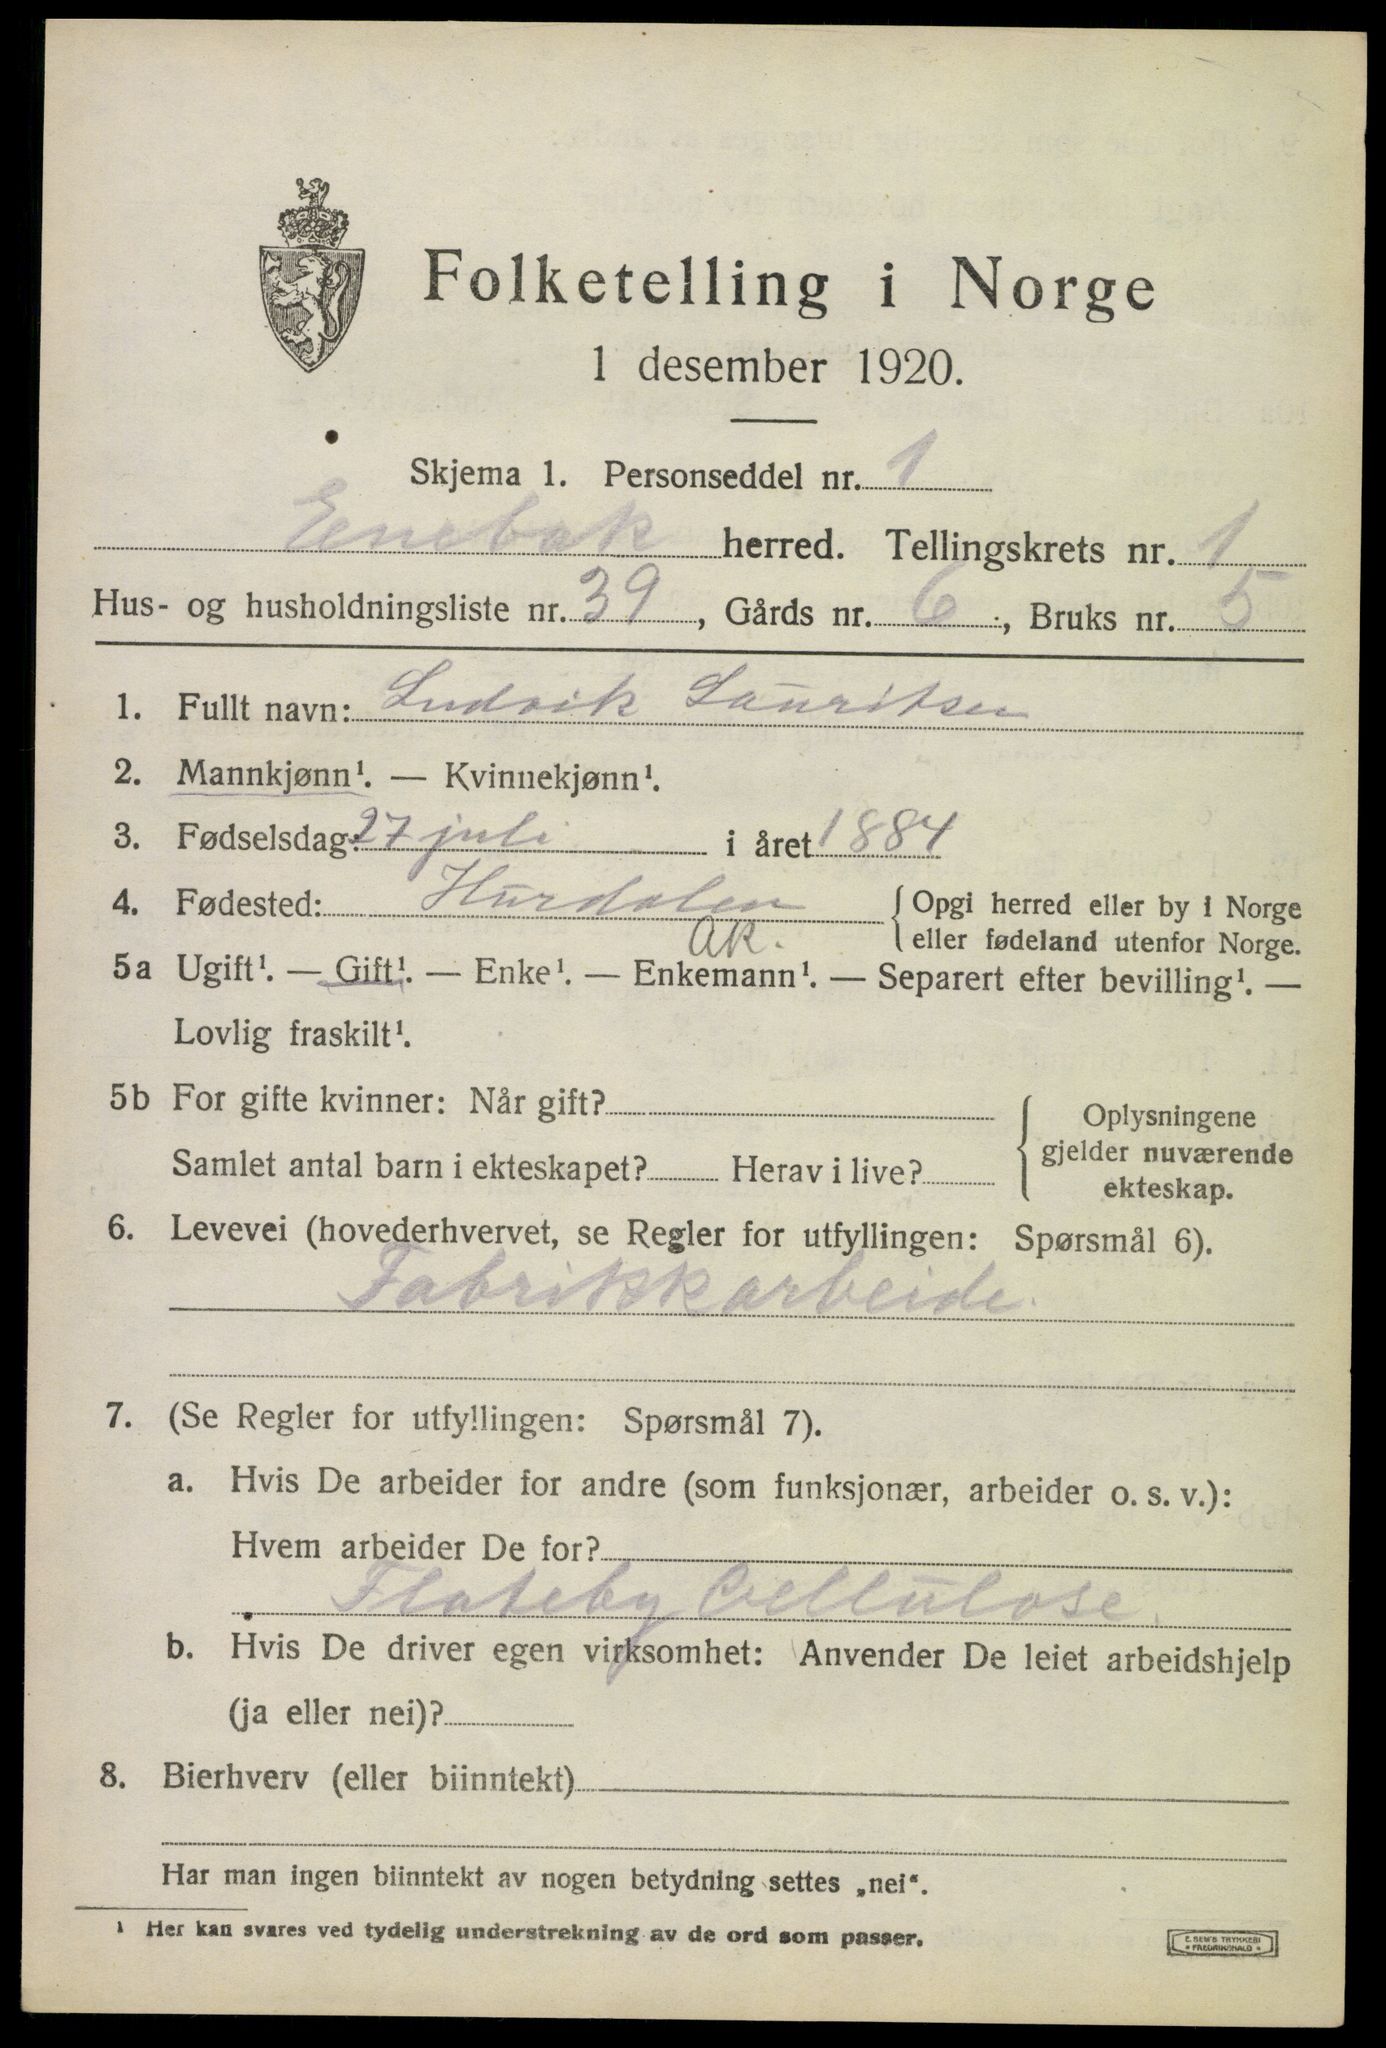 Folketelling i Norge
1 desember 1920.
Skjema 1. Personseddel nr. 1
Enebak herred. Tellingskrets nr. 1
Hus- og husholdningsliste nr. 39, Gårds nr. 6, Bruks nr. 5
1. Fullt navn: Ludvik Lauritsen
2. Mannkjønn¹. — Kvinnekjønn¹.
3. Fødselsdag: 27 juli i året 1884
4. Fødested: Hurdalen { Opgi herred eller by i Norge
eller fødeland utenfor Norge.
Ak.
5a Ugift¹. — Gift¹. — Enke¹. — Enkemann¹. — Separert efter bevilling¹. —
Lovlig fraskilt¹.
5b For gifte kvinner: Når gift? { Oplysningene
gjelder nuværende
ekteskap.
Samlet antal barn i ekteskapet? Herav i live?
6. Levevei (hovederhvervet, se Regler for utfyllingen: Spørsmål 6).
Fabrikkarbeide.
7. (Se Regler for utfyllingen: Spørsmål 7).
a. Hvis De arbeider for andre (som funksjonær, arbeider o. s. v.):
Hvem arbeider De for?
Flateby Cellulose.
b. Hvis De driver egen virksomhet: Anvender De leiet arbeidshjelp
(ja eller nei)?
8. Bierhverv (eller biinntekt)
Har man ingen biinntekt av nogen betydning settes „nei“.
¹ Her kan svares ved tydelig understrekning av de ord som passer.
E. SEM'S TRYKKERI
* FREDRIKSHALD *